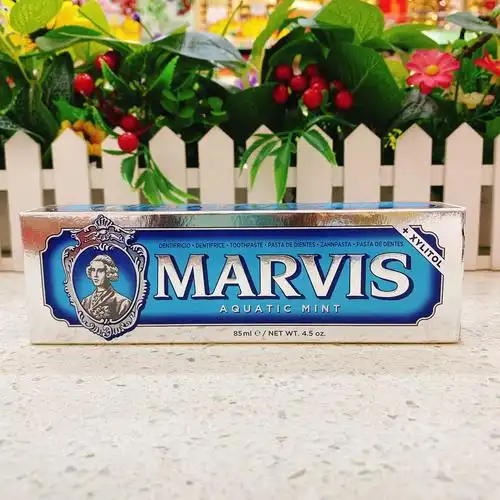 DENTIFRICIO • DENTIFRICE • TOOTHPASTE • PASTA DE DIENTES • ZAHNPASTA • PASTA DE DENTES
+ XYLITOL
MARVIS
AQUATIC MINT
85ml ℮ / NET WT. 4.5 oz.